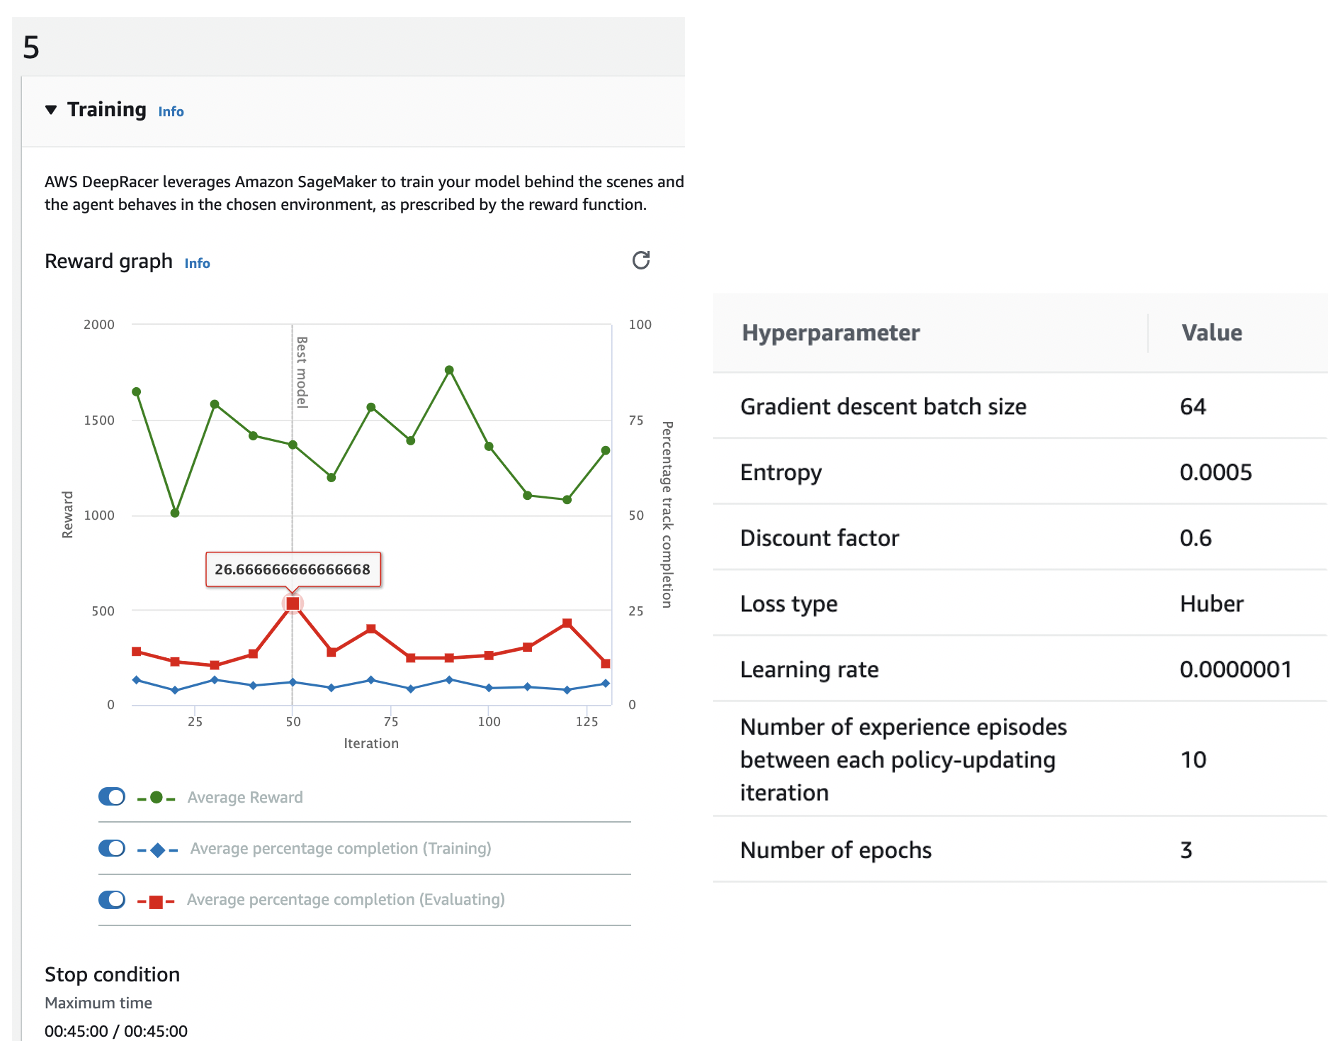 5
Training Info
AWS DeepRacer leverages Amazon SageMaker to train your model behind the scenes and
the agent behaves in the chosen environment, as prescribed by the reward function.
Reward graph Info
2000
1500
1000
500
0
Reward
100
75
50
25
0
Percentage track completion
Best model
26.666666666666668
25
50
75
100
125
Iteration
Average Reward
Average percentage completion (Training)
Average percentage completion (Evaluating)
Stop condition
Maximum time
00:45:00 / 00:45:00
Hyperparameter Value
Gradient descent batch size 64
Entropy 0.0005
Discount factor 0.6
Loss type Huber
Learning rate 0.0000001
Number of experience episodes
between each policy-updating 10
iteration
Number of epochs 3